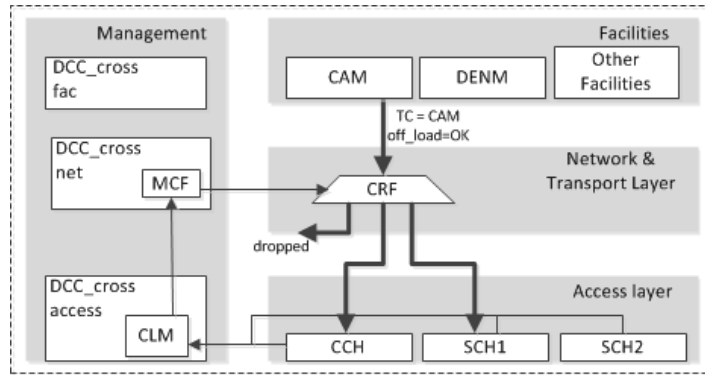 Management
DCC_cross
fac
DCC_cross
net
MCF
DCC_cross
access
CLM
Facilities
CAM
DENM
Other
Facilities
TC = CAM
off_load=OK
Network &
Transport Layer
CRF
dropped
Access layer
CCH
SCH1
SCH2